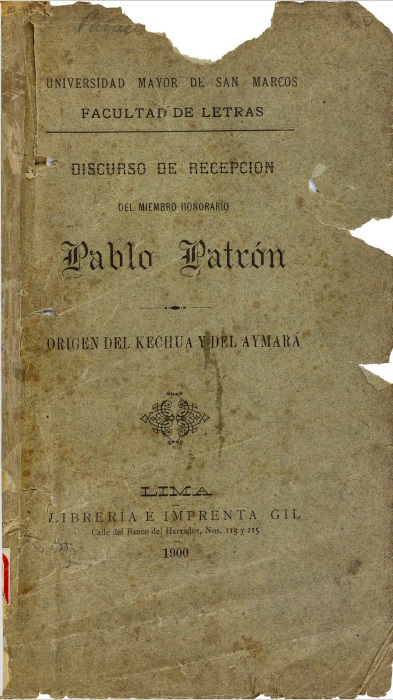 UNIVERSIDAD MAYOR DE SAN MARCOS
FACULTAD DE LETRAS
DISCURSO DE RECEPCION
DEL MIEMBRO HONORARIO
Pablo Patrón
ORIGEN DEL KECHUA Y DEL AYMARÁ
LIMA
LIBRERÍA E IMPRENTA GIL
Calle del Banco del Herrador, Nos. 113 y 115
1900